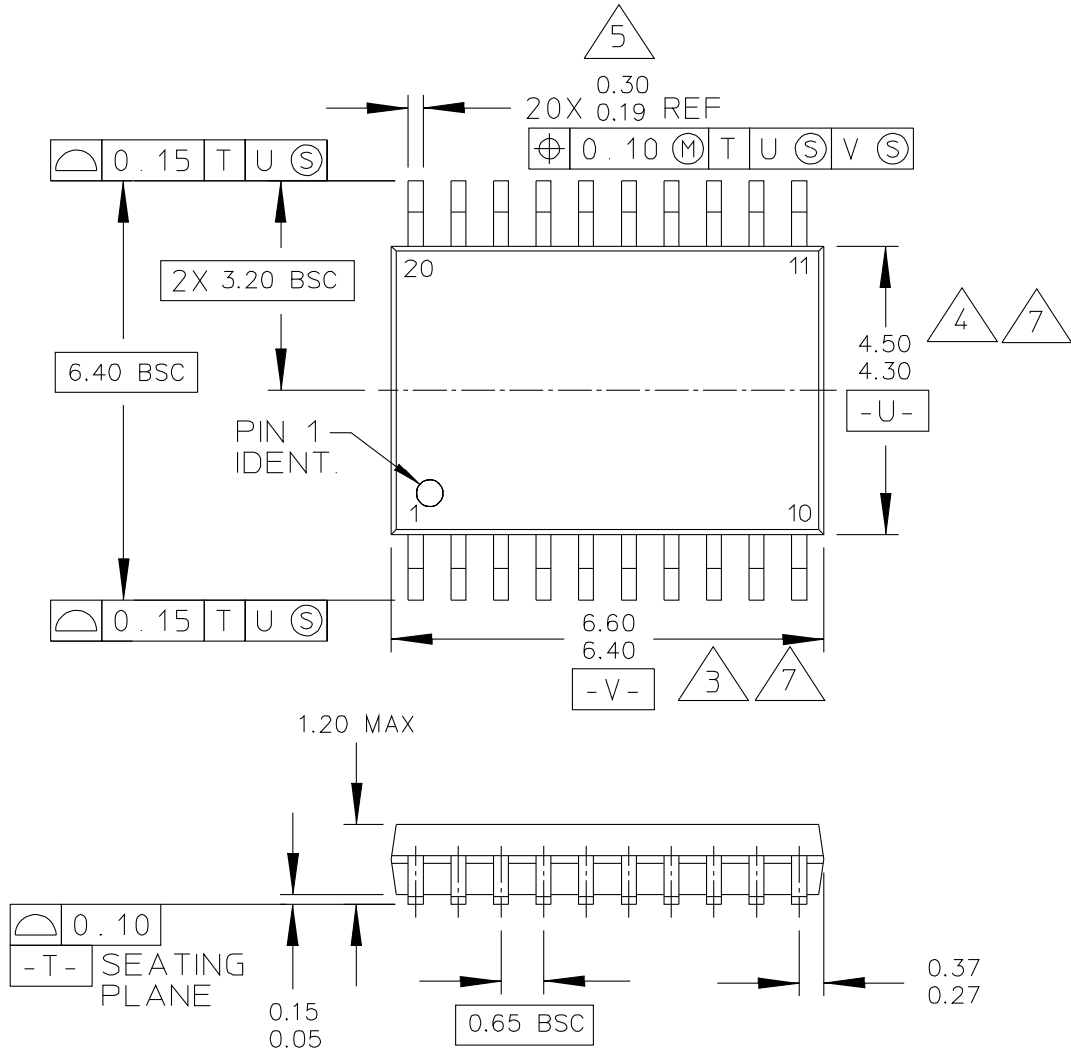 5
0.30
20X 0.19 REF
⌖ 0.10 Ⓜ T U Ⓢ V Ⓢ
⌓ 0.15 T U Ⓢ
20
11
2X 3.20 BSC
4 7
4.50
4.30
-U-
6.40 BSC
PIN 1
IDENT.
1
10
⌓ 0.15 T U Ⓢ
6.60
6.40
-V-
3 7
1.20 MAX
⌓ 0.10
-T- SEATING
PLANE
0.15
0.05
0.65 BSC
0.37
0.27